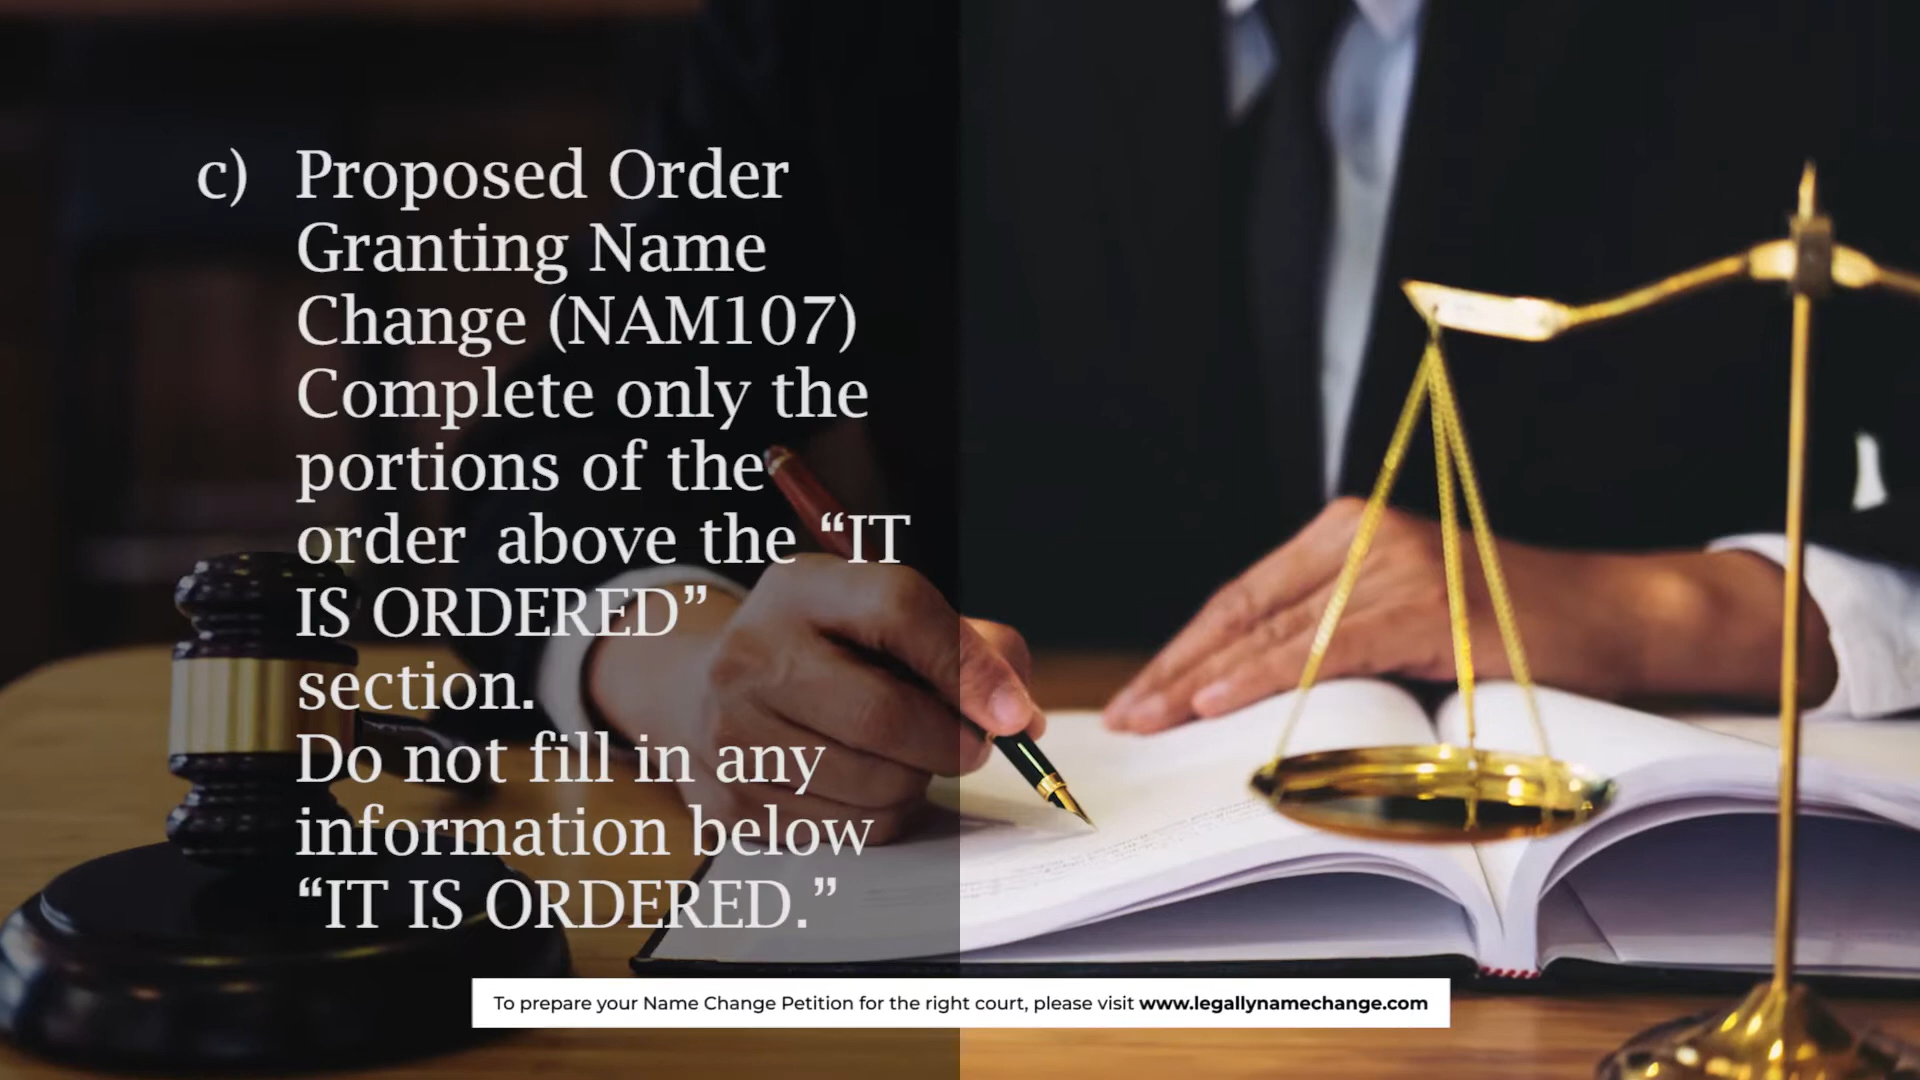 c) Proposed Order
Granting Name
Change (NAM107)
Complete only the
portions of the
order above the “IT
IS ORDERED”
section.
Do not fill in any
information below
“IT IS ORDERED.”
To prepare your Name Change Petition for the right court, please visit www.legallynamechange.com